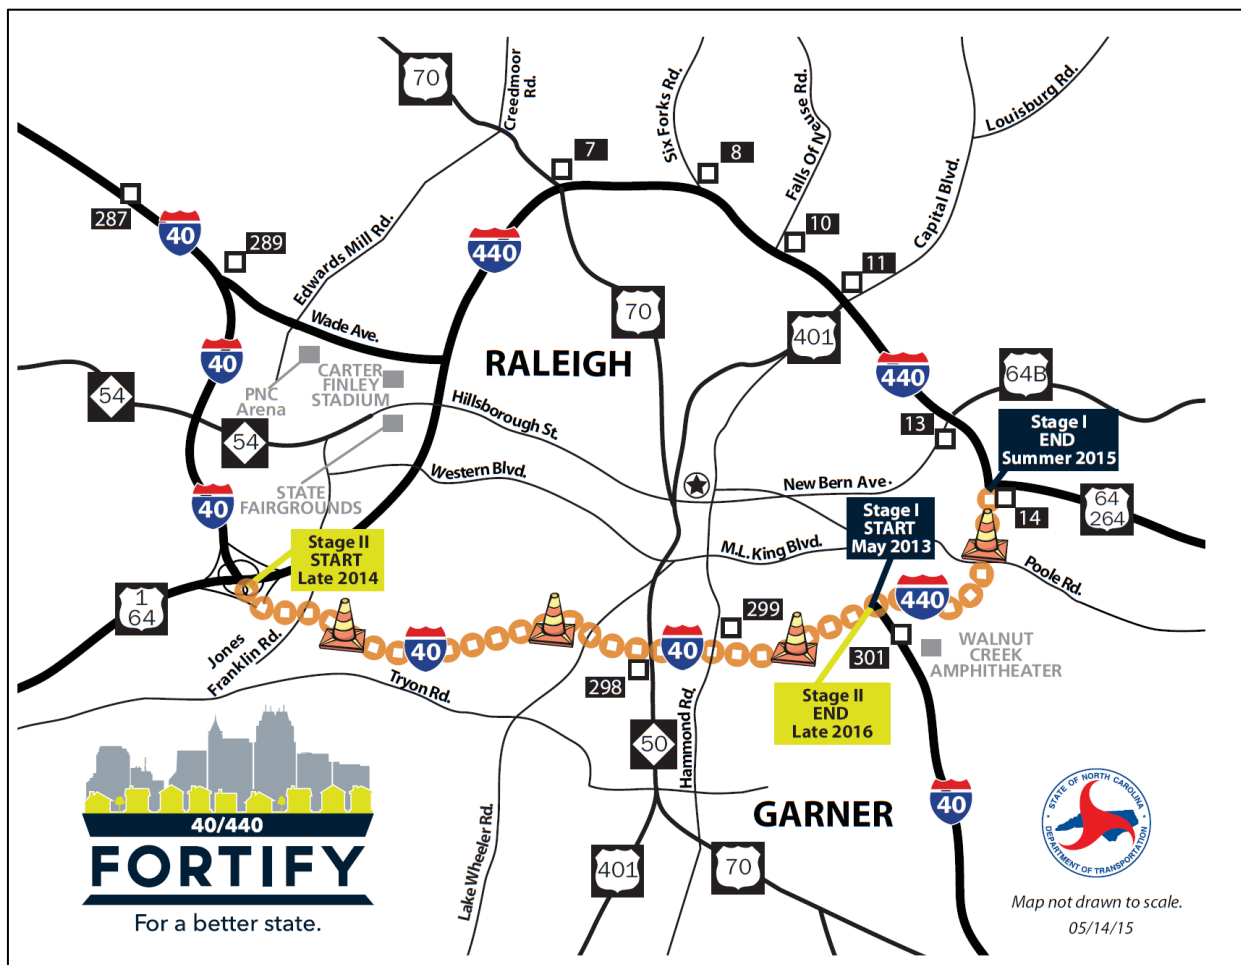 70
Creedmoor
Rd.
Six Forks Rd.
Falls Of Neuse Rd.
Louisburg Rd.
Capital Blvd.
7
8
10
11
287
40
289
440
Edwards Mill Rd.
Wade Ave.
70
401
RALEIGH
40
PNC
Arena
CARTER
FINLEY
STADIUM
440
64B
54
54
Hillsborough St.
13
Stage I
END
Summer 2015
Western Blvd.
STATE
FAIRGROUNDS
40
New Bern Ave.
14
64
264
Stage I
START
May 2013
M.L. King Blvd.
Poole Rd.
Stage II
START
Late 2014
1
64
440
299
Jones
Franklin Rd.
40
40
301
WALNUT
CREEK
AMPHITHEATER
Tryon Rd.
298
Hammond Rd.
Stage II
END
Late 2016
50
Lake Wheeler Rd.
GARNER
40
401
70
40/440
FORTIFY
For a better state.
STATE OF NORTH CAROLINA
DEPARTMENT OF TRANSPORTATION
Map not drawn to scale.
05/14/15